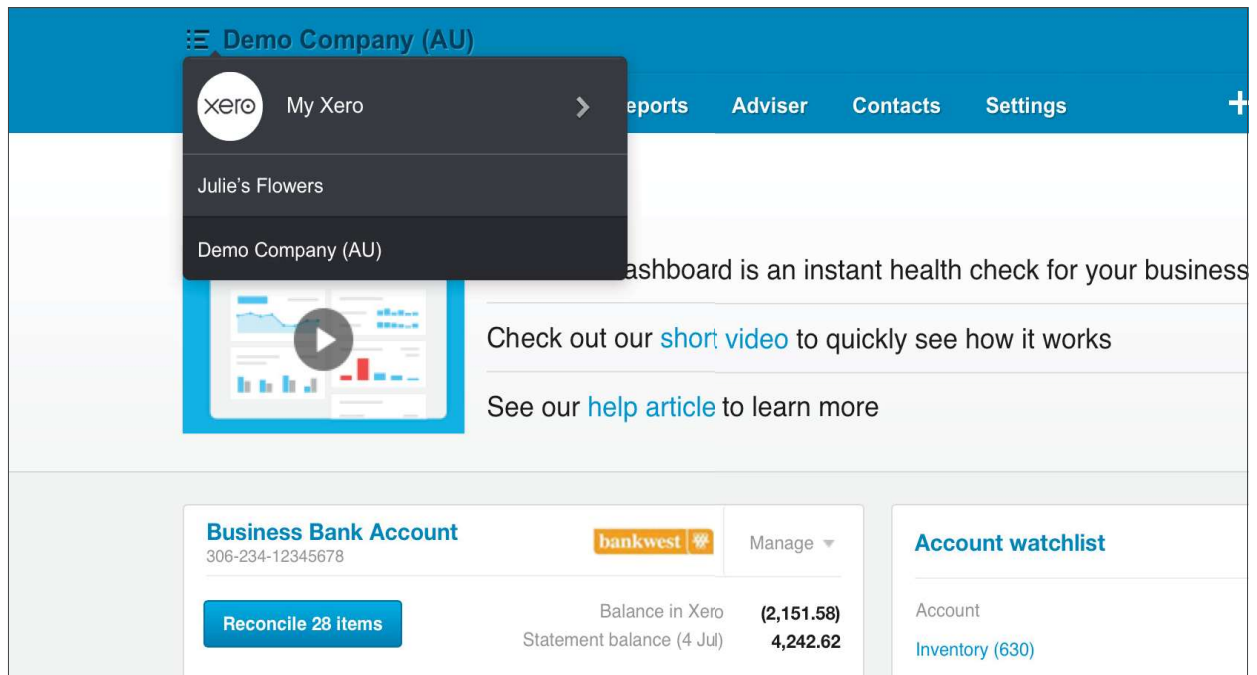 Demo Company (AU)
xero My Xero
eports Adviser Contacts Settings
Julie's Flowers
Demo Company (AU)
ashboard is an instant health check for your business
Check out our short video to quickly see how it works
See our help article to learn more
Business Bank Account
306-234-12345678
bankwest
Manage
Reconcile 28 items
Balance in Xero (2,151.58)
Statement balance (4 Jul) 4,242.62
Account watchlist
Account
Inventory (630)